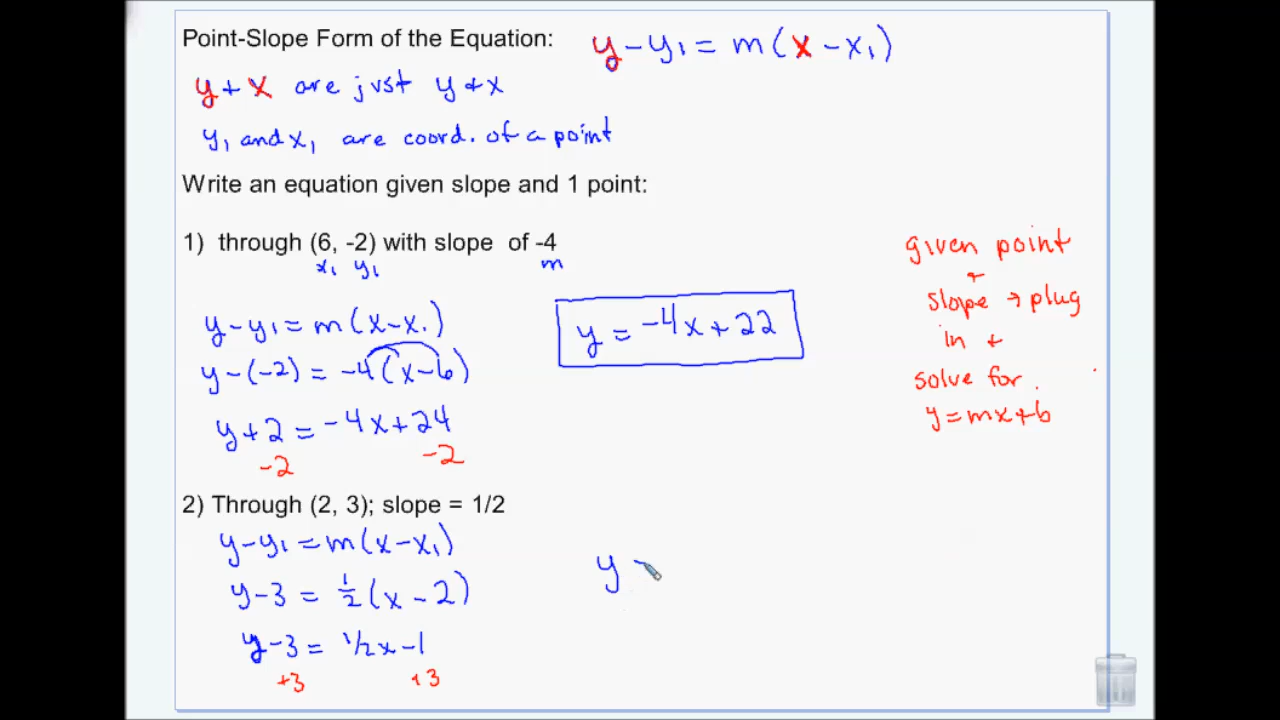 Point-Slope Form of the Equation: y - y₁ = m(x - x₁)
y + x are just y + x
y₁ and x₁ are coord. of a point
Write an equation given slope and 1 point:
1) through (6, -2) with slope of -4
x₁ y₁ m
y - y₁ = m(x - x₁)
y - (-2) = -4(x - 6)
y + 2 = -4x + 24
-2 -2
y = -4x + 22
given point
+
slope → plug
in +
solve for
y = mx + b
2) Through (2, 3); slope = 1/2
y - y₁ = m(x - x₁)
y - 3 = 1/2 (x - 2)
y - 3 = 1/2x - 1
+3 +3
y -